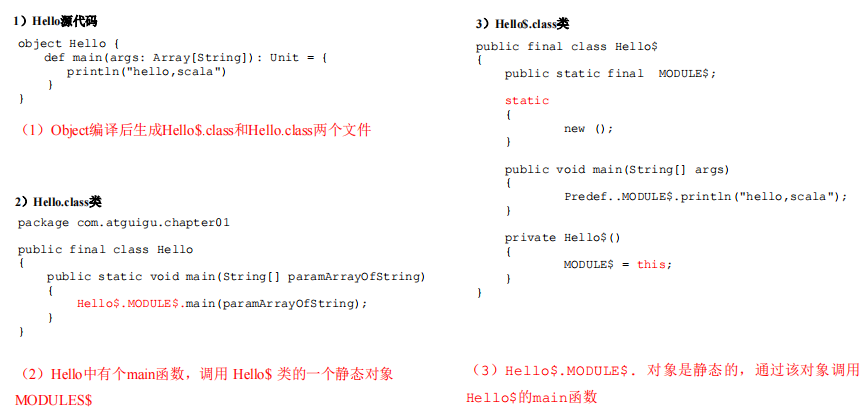 1）Hello源代码
object Hello {
def main(args: Array[String]): Unit = {
println("hello,scala")
}
}
（1）Object编译后生成Hello$.class和Hello.class两个文件
2）Hello.class类
package com.atguigu.chapter01
public final class Hello
{
public static void main(String[] paramArrayOfString)
{
Hello$.MODULE$.main(paramArrayOfString);
}
}
（2）Hello中有个main函数，调用 Hello$ 类的一个静态对象
MODULES$
3）Hello$.class类
public final class Hello$
{
public static final  MODULE$;
static
{
new ();
}
public void main(String[] args)
{
Predef..MODULE$.println("hello,scala");
}
private Hello$()
{
MODULE$ = this;
}
}
（3）Hello$.MODULE$. 对象是静态的，通过该对象调用
Hello$的main函数